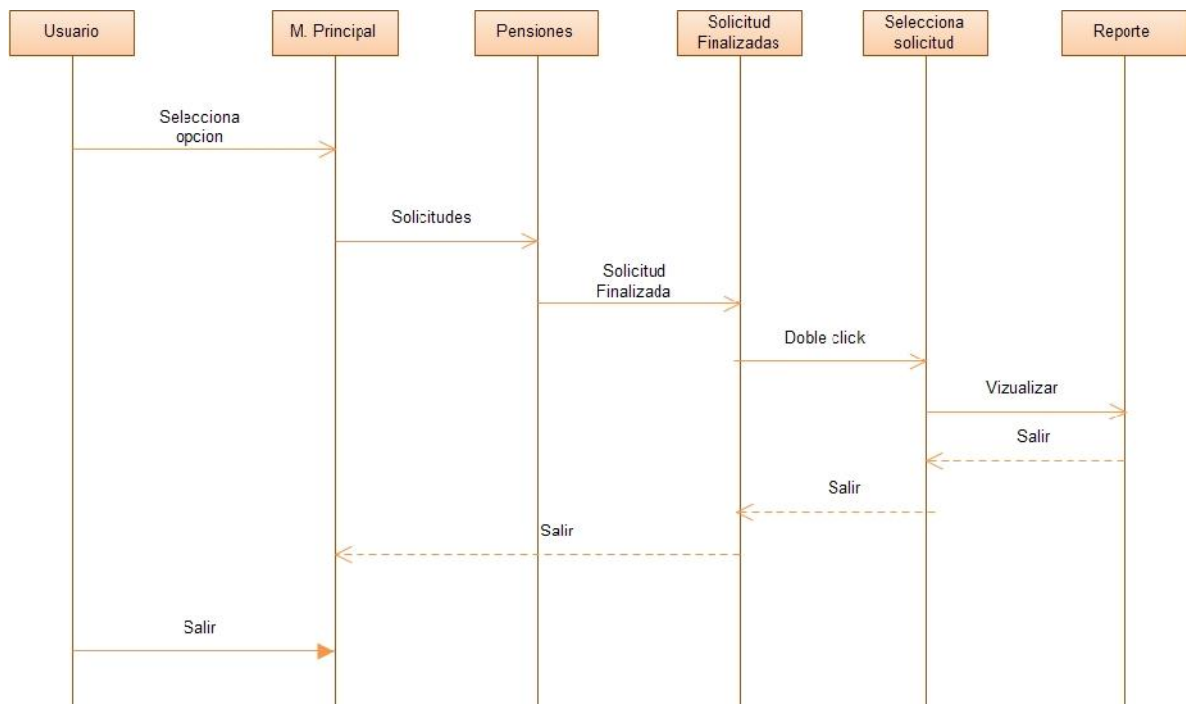 Usuario
M. Principal
Pensiones
Solicitud
Finalizadas
Selecciona
solicitud
Reporte
Selecciona
opcion
Solicitudes
Solicitud
Finalizada
Doble click
Vizualizar
Salir
Salir
Salir
Salir